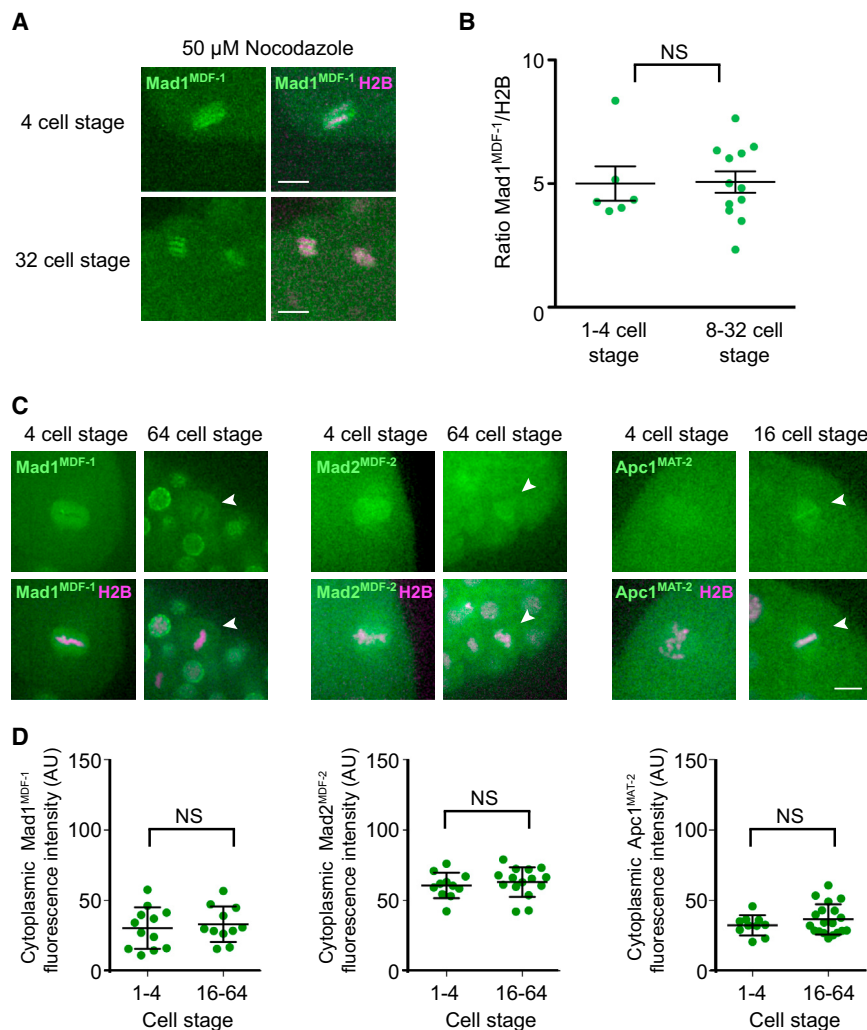 A
50 µM Nocodazole
Mad1MDF-1
Mad1MDF-1 H2B
4 cell stage
32 cell stage
B
NS
10
5
0
Ratio Mad1MDF-1/H2B
1-4 cell
stage
8-32 cell
stage
C
4 cell stage
64 cell stage
4 cell stage
64 cell stage
4 cell stage
16 cell stage
Mad1MDF-1
Mad2MDF-2
Apc1MAT-2
Mad1MDF-1 H2B
Mad2MDF-2 H2B
Apc1MAT-2 H2B
D
Cytoplasmic Mad1MDF-1
fluorescence intensity (AU)
150
100
50
0
NS
1-4
16-64
Cell stage
Cytoplasmic Mad2MDF-2
fluorescence intensity (AU)
150
100
50
0
NS
1-4
16-64
Cell stage
Cytoplasmic Apc1MAT-2
fluorescence intensity (AU)
150
100
50
0
NS
1-4
16-64
Cell stage